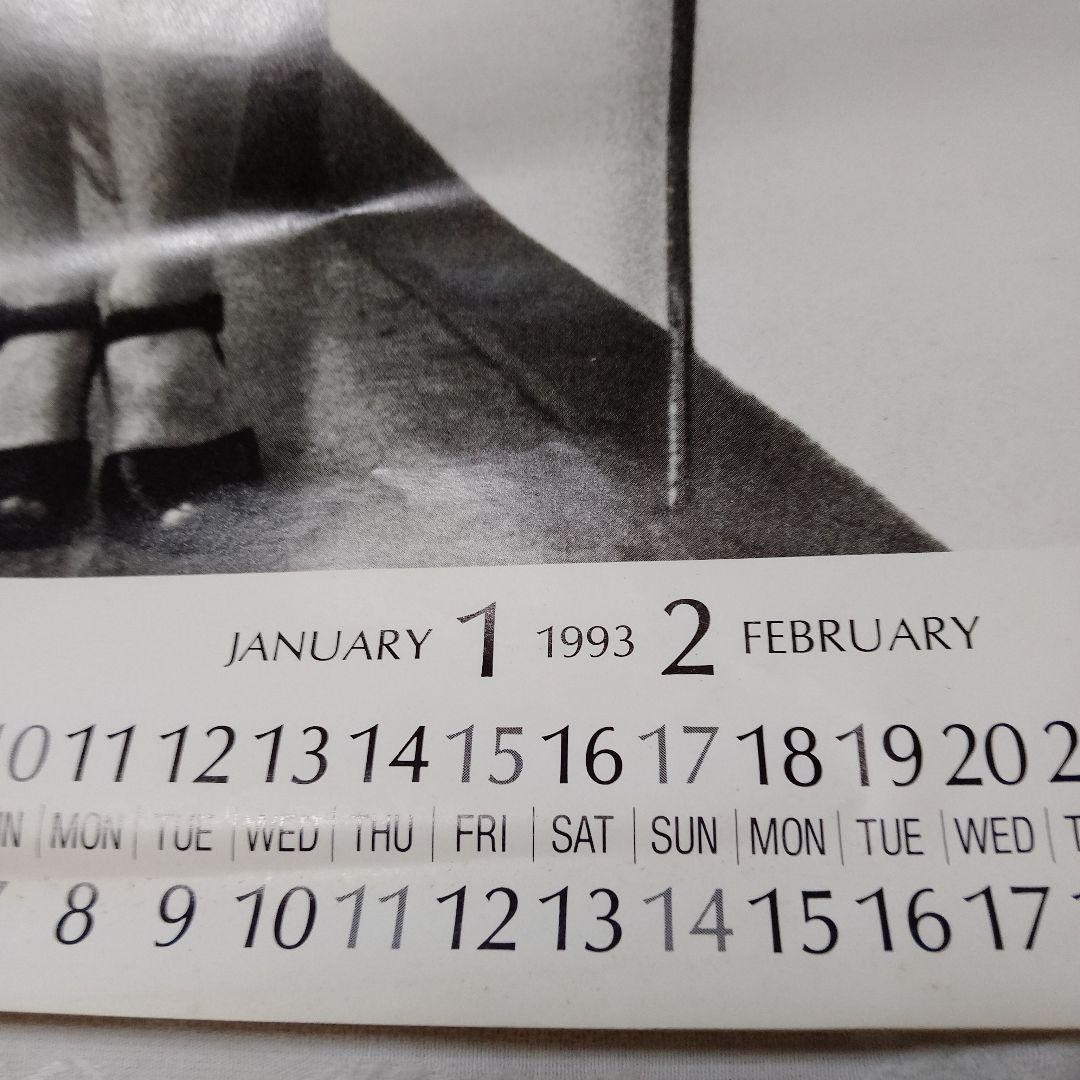 JANUARY 1 1993 2 FEBRUARY
10 11 12 13 14 15 16 17 18 19 20
MON TUE WED THU FRI SAT SUN MON TUE WED
8 9 10 11 12 13 14 15 16 17